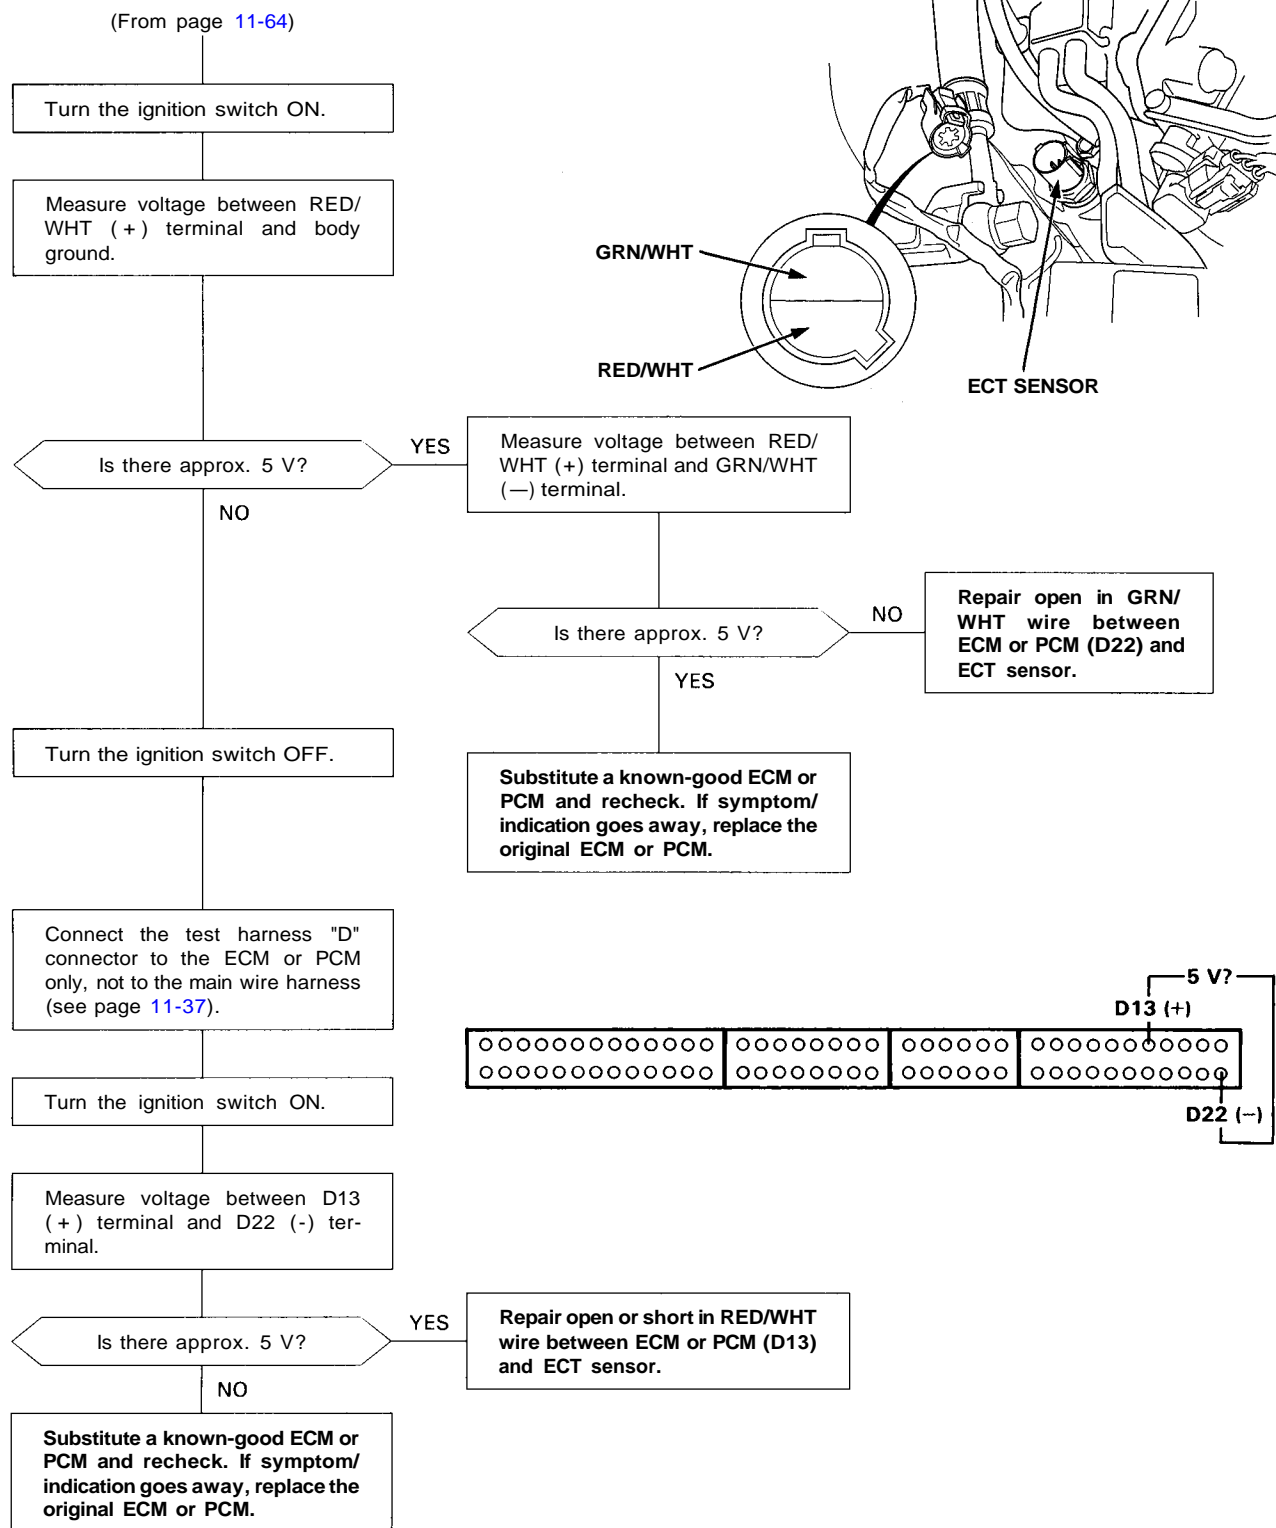 (From page 11-64)
Turn the ignition switch ON.
Measure voltage between RED/
WHT (+) terminal and body
ground.
GRN/WHT
RED/WHT
ECT SENSOR
Is there approx. 5 V?
YES
NO
Measure voltage between RED/
WHT (+) terminal and GRN/WHT
(—) terminal.
Is there approx. 5 V?
NO
YES
Repair open in GRN/
WHT wire between
ECM or PCM (D22) and
ECT sensor.
Turn the ignition switch OFF.
Substitute a known-good ECM or
PCM and recheck. If symptom/
indication goes away, replace the
original ECM or PCM.
Connect the test harness "D"
connector to the ECM or PCM
only, not to the main wire harness
(see page 11-37).
5 V?
D13 (+)
D22 (—)
Turn the ignition switch ON.
Measure voltage between D13
(+) terminal and D22 (-) ter-
minal.
Is there approx. 5 V?
YES
NO
Repair open or short in RED/WHT
wire between ECM or PCM (D13)
and ECT sensor.
Substitute a known-good ECM or
PCM and recheck. If symptom/
indication goes away, replace the
original ECM or PCM.